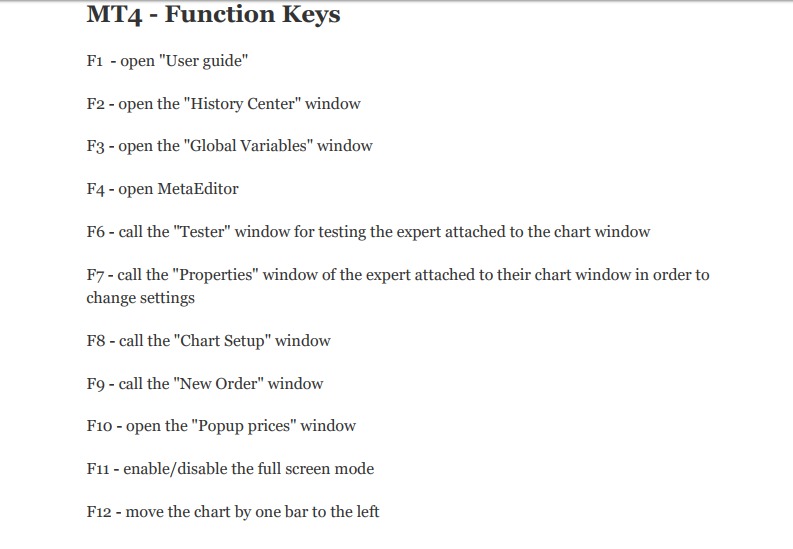 MT4 - Function Keys
F1 - open "User guide"
F2 - open the "History Center" window
F3 - open the "Global Variables" window
F4 - open MetaEditor
F6 - call the "Tester" window for testing the expert attached to the chart window
F7 - call the "Properties" window of the expert attached to their chart window in order to
change settings
F8 - call the "Chart Setup" window
F9 - call the "New Order" window
F10 - open the "Popup prices" window
F11 - enable/disable the full screen mode
F12 - move the chart by one bar to the left